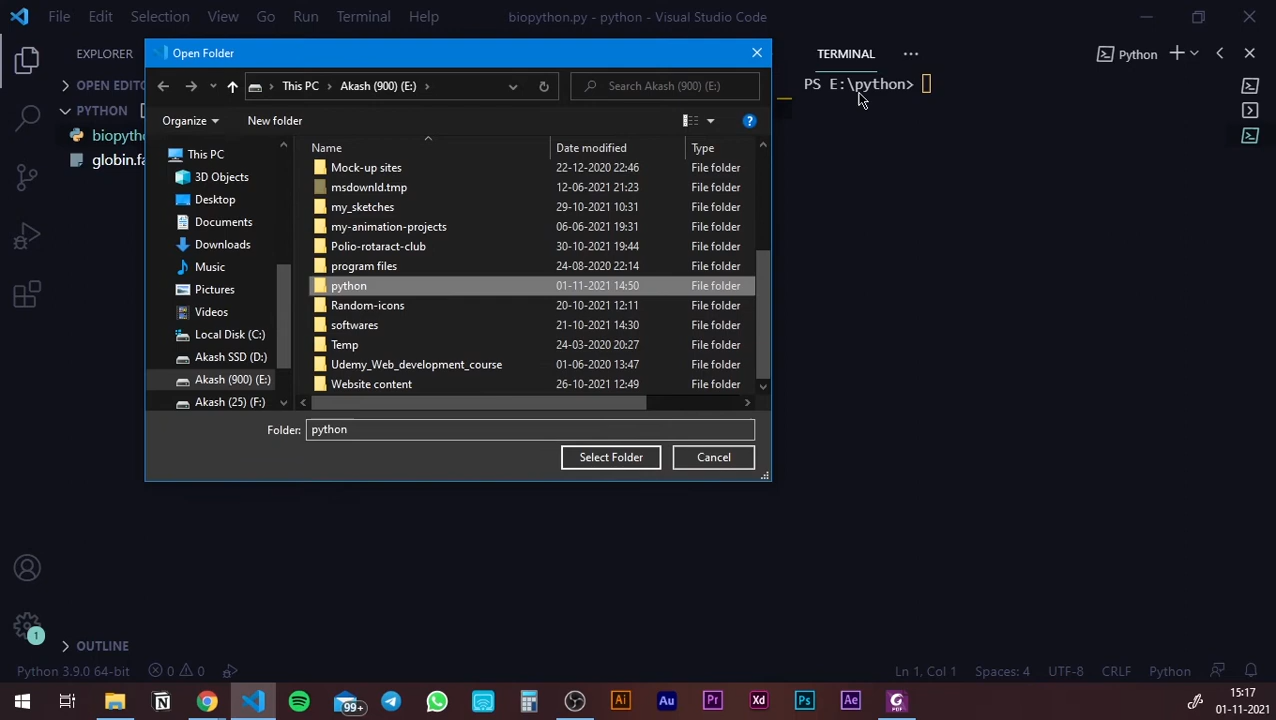 File Edit Selection View Go Run Terminal Help
biopython.py - python - Visual Studio Code
EXPLORER
OPEN EDITO
PYTHON
biopytho
globin.fa
Open Folder
This PC > Akash (900) (E:) >
Search Akash (900) (E:)
Organize
New folder
This PC
3D Objects
Desktop
Documents
Downloads
Music
Pictures
Videos
Local Disk (C:)
Akash SSD (D:)
Akash (900) (E:)
Akash (25) (F:)
Name Date modified Type
Mock-up sites 22-12-2020 22:46 File folder
msdownld.tmp 12-06-2021 21:23 File folder
my_sketches 29-10-2021 10:31 File folder
my-animation-projects 06-06-2021 19:31 File folder
Polio-rotaract-club 30-10-2021 19:44 File folder
program files 24-08-2020 22:14 File folder
python 01-11-2021 14:50 File folder
Random-icons 20-10-2021 12:11 File folder
softwares 21-10-2021 14:30 File folder
Temp 24-03-2020 20:27 File folder
Udemy_Web_development_course 01-06-2020 13:47 File folder
Website content 26-10-2021 12:49 File folder
Folder: python
Select Folder
Cancel
TERMINAL
Python
PS E:\python>
OUTLINE
1
Python 3.9.0 64-bit 0 0
Ln 1, Col 1 Spaces: 4 UTF-8 CRLF Python
99+
Ai
Au
Pr
Xd
Ps
Ae
PDF
15:17
01-11-2021